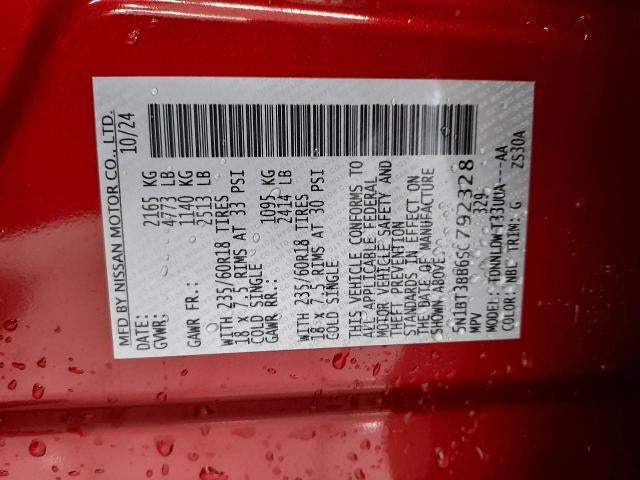 MFD BY NISSAN MOTOR CO., LTD.
DATE: 10/24
GVWR: 2165 KG
4773 LB
GAWR FR.: 1140 KG
2513 LB
WITH 235/60R18 TIRES
18 X 7.5 RIMS AT 33 PSI
COLD SINGLE
GAWR RR.: 1095 KG
2414 LB
WITH 235/60R18 TIRES
18 X 7.5 RIMS AT 30 PSI
COLD SINGLE
THIS VEHICLE CONFORMS TO
ALL APPLICABLE FEDERAL
MOTOR VEHICLE SAFETY AND
THEFT PREVENTION
STANDARDS IN EFFECT ON
THE DATE OF MANUFACTURE
SHOWN ABOVE.
5N1BT3BB6SC792328
MPV 329
MODEL: TDNNLDWT33UUA---AA
COLOR: NBL TRIM: G ZS30A